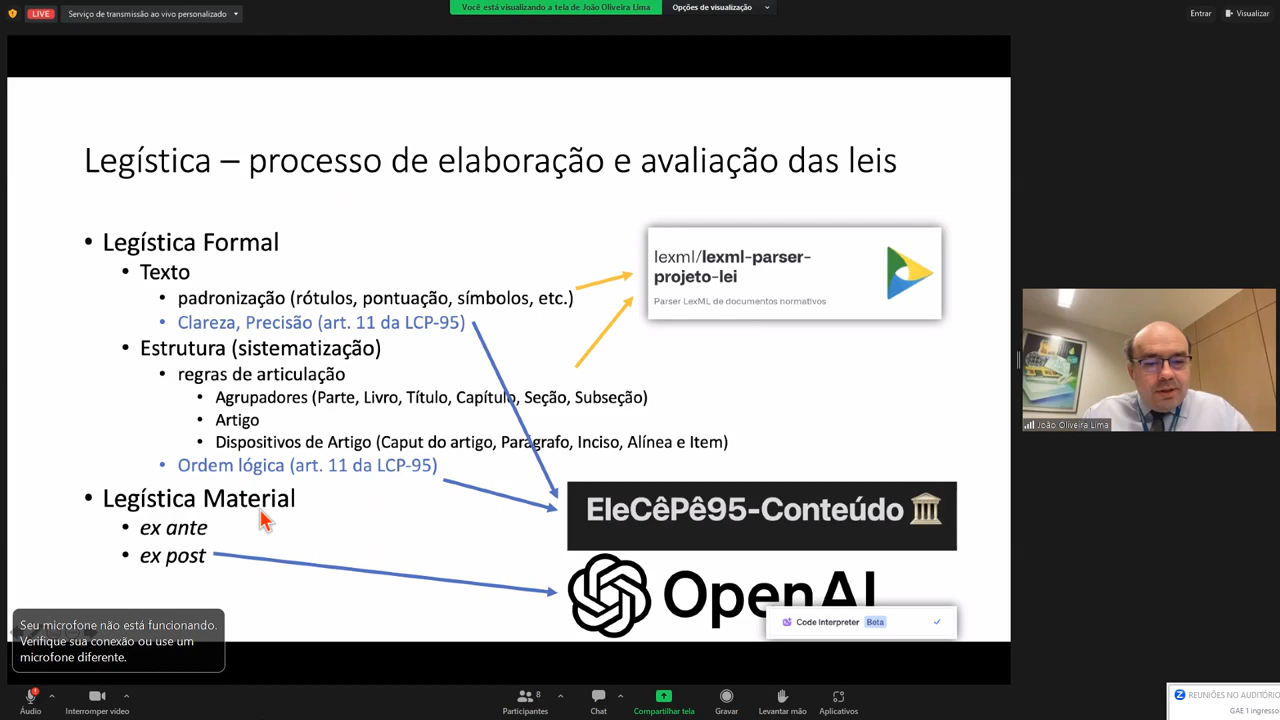 LIVE
Serviço de transmissão ao vivo personalizado
Você está visualizando a tela de João Oliveira Lima
Opções de visualização
Entrar
Visualizar
Legística – processo de elaboração e avaliação das leis
• Legística Formal
• Texto
• padronização (rótulos, pontuação, símbolos, etc.)
• Clareza, Precisão (art. 11 da LCP-95)
• Estrutura (sistematização)
• regras de articulação
• Agrupadores (Parte, Livro, Título, Capítulo, Seção, Subseção)
• Artigo
• Dispositivos de Artigo (Caput do artigo, Parágrafo, Inciso, Alínea e Item)
• Ordem lógica (art. 11 da LCP-95)
• Legística Material
• ex ante
• ex post
lexml/lexml-parser-
projeto-lei
Parser LexML de documentos normativos
EleCêPê95-Conteúdo
OpenAI
Code Interpreter Beta
João Oliveira Lima
Seu microfone não está funcionando.
Verifique sua conexão ou use um
microfone diferente.
Áudio
Interromper vídeo
8
Participantes
Chat
Compartilhar tela
Gravar
Levantar mão
Aplicativos
REUNIÕES NO AUDITÓRIO
GAE 1 ingresso